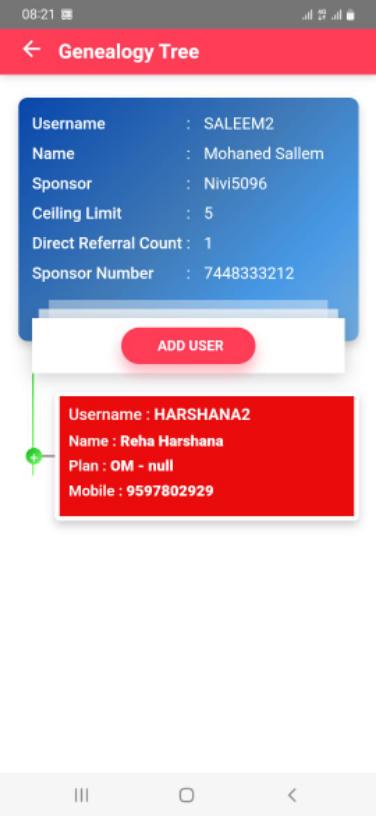 08:21
Genealogy Tree
Username : SALEEM2
Name : Mohaned Sallem
Sponsor : Nivi5096
Ceiling Limit : 5
Direct Referral Count : 1
Sponsor Number : 7448333212
ADD USER
Username : HARSHANA2
Name : Reha Harshana
Plan : OM - null
Mobile : 9597802929